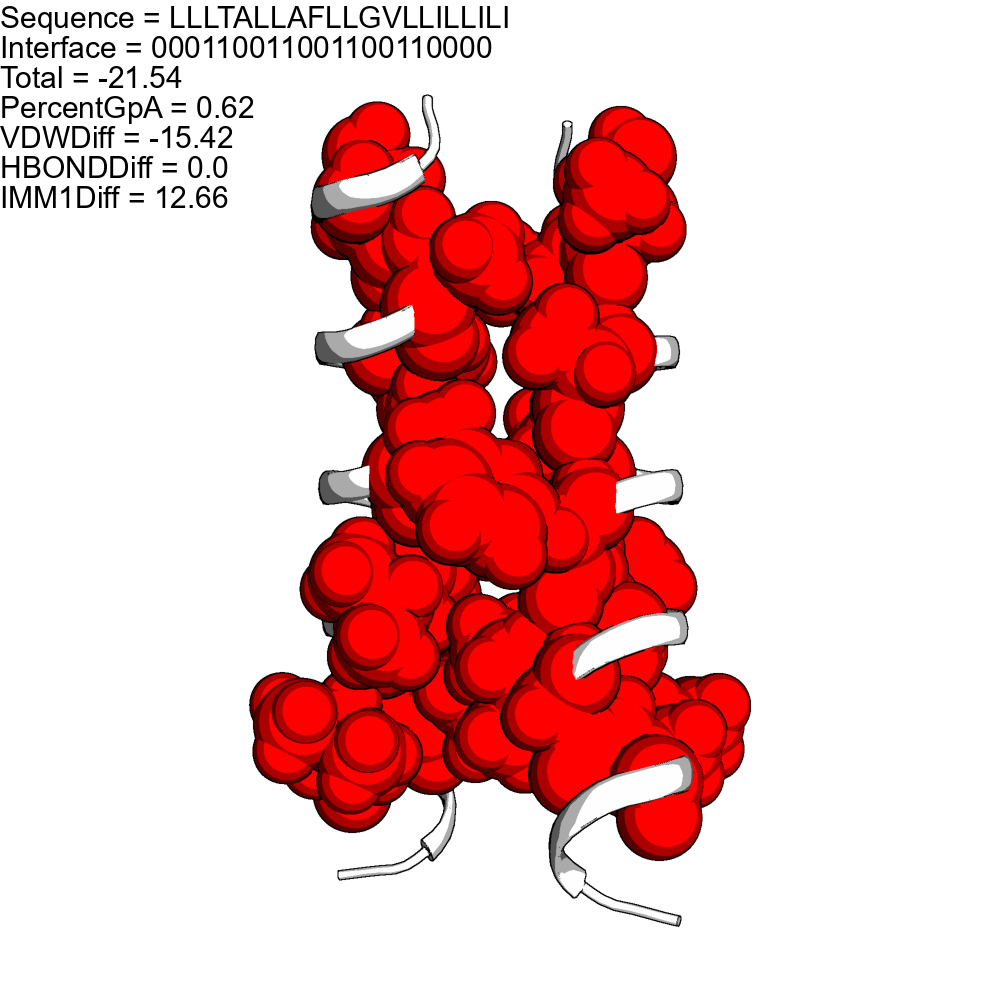 Sequence = LLLTALLAFLLGVLLILLILI
Interface = 000110011001100110000
Total = -21.54
PercentGpA = 0.62
VDWDiff = -15.42
HBONDDiff = 0.0
IMM1Diff = 12.66